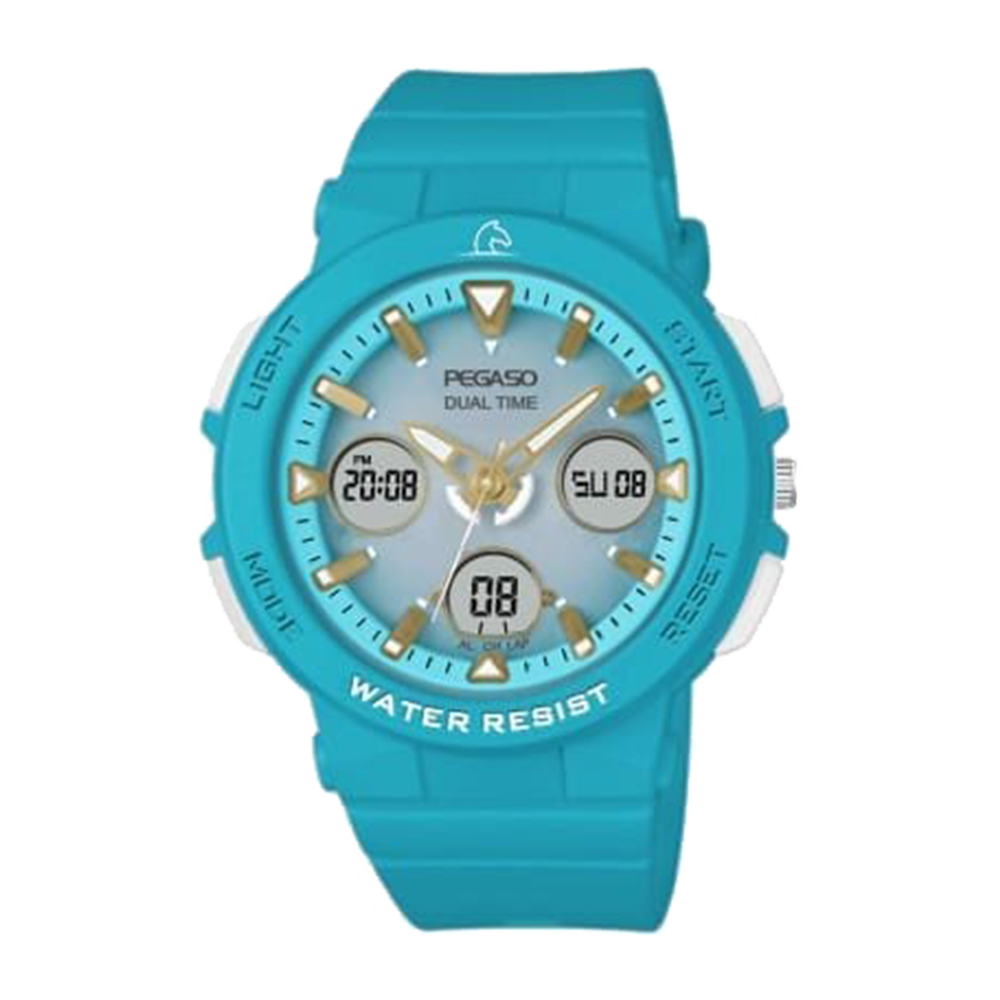 LIGHT
START
PEGASO
DUAL TIME
PM
20:08
SU 08
MODE
RESET
08
AL CH LAP
WATER RESIST